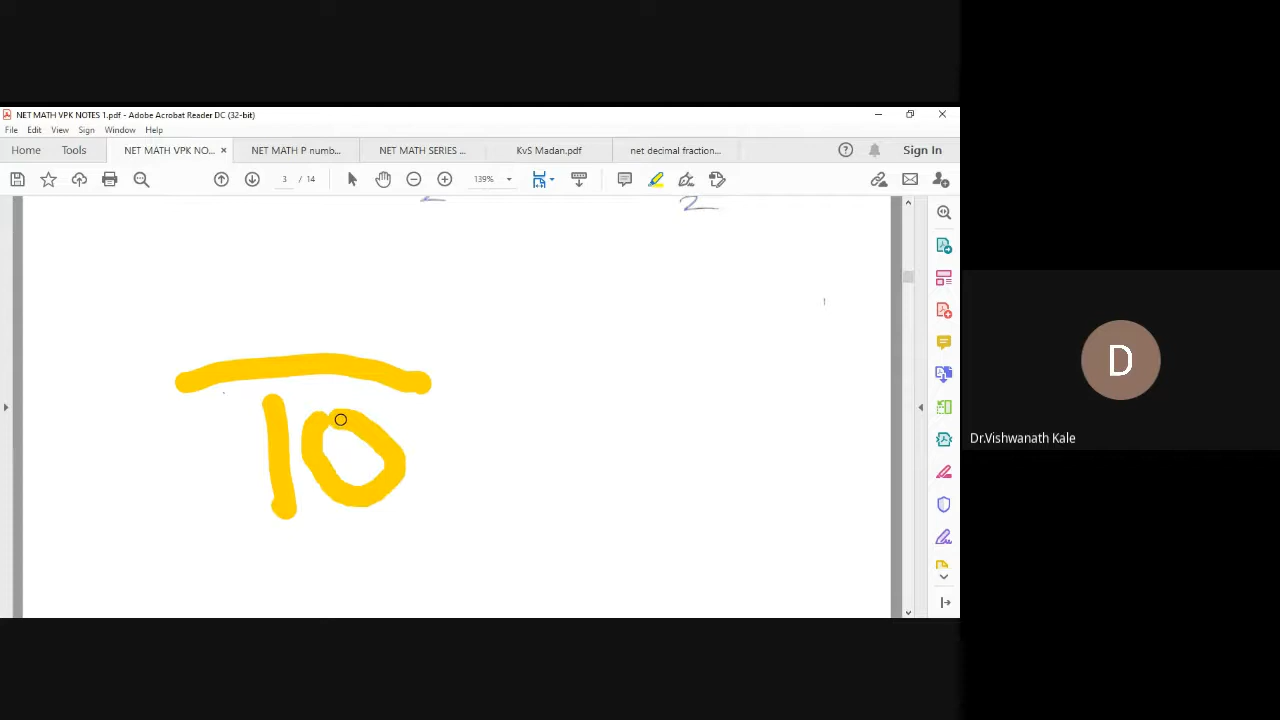 NET MATH VPK NOTES 1.pdf - Adobe Acrobat Reader DC (32-bit)
File Edit View Sign Window Help
Home Tools NET MATH VPK NO... × NET MATH P numb... NET MATH SERIES ... KvS Madan.pdf net decimal fraction... Sign In
3 / 14 139%
2 2
10
D
Dr.Vishwanath Kale